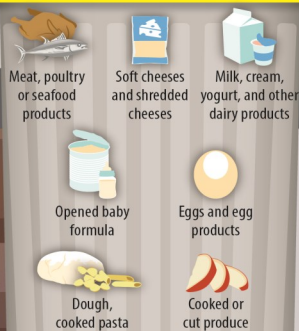 Meat, poultry
or seafood
products
Soft cheeses
and shredded
cheeses
Milk, cream,
yogurt, and other
dairy products
Opened baby
formula
Eggs and egg
products
Dough,
cooked pasta
Cooked or
cut produce